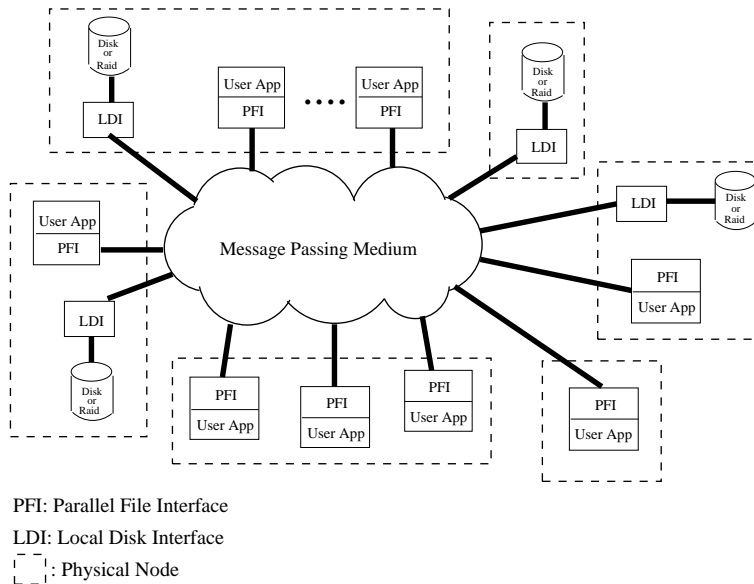 Disk
or
Raid
LDI
User App
PFI
....
User App
PFI
Disk
or
Raid
LDI
LDI
Disk
or
Raid
User App
PFI
Message Passing Medium
PFI
User App
LDI
Disk
or
Raid
PFI
User App
PFI
User App
PFI
User App
PFI
User App
PFI: Parallel File Interface
LDI: Local Disk Interface
: Physical Node